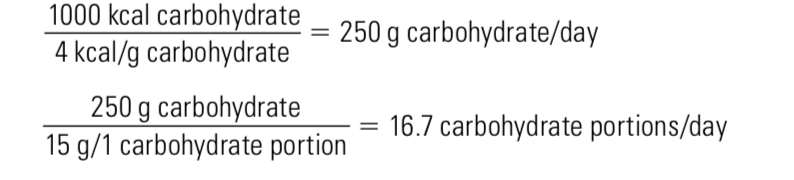 1000 kcal carbohydrate
4 kcal/g carbohydrate
= 250 g carbohydrate/day
250 g carbohydrate
15 g/1 carbohydrate portion
= 16.7 carbohydrate portions/day